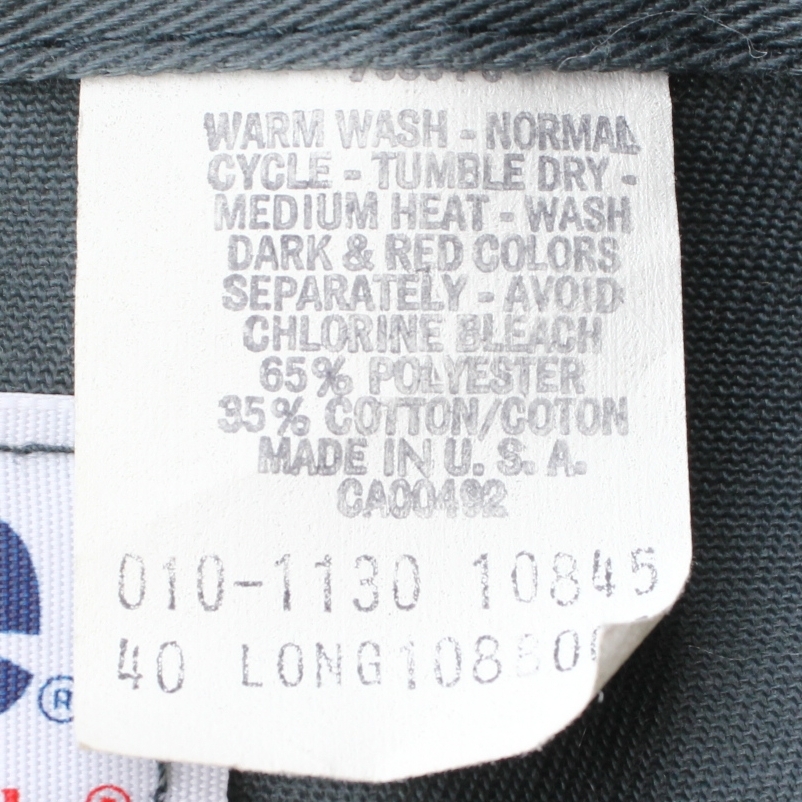 WARM WASH - NORMAL
CYCLE - TUMBLE DRY -
MEDIUM HEAT - WASH
DARK & RED COLORS
SEPARATELY - AVOID
CHLORINE BLEACH
65% POLYESTER
35% COTTON/COTON
MADE IN U. S. A.
CA00492
010-1130 10845
40 LONG
®
®